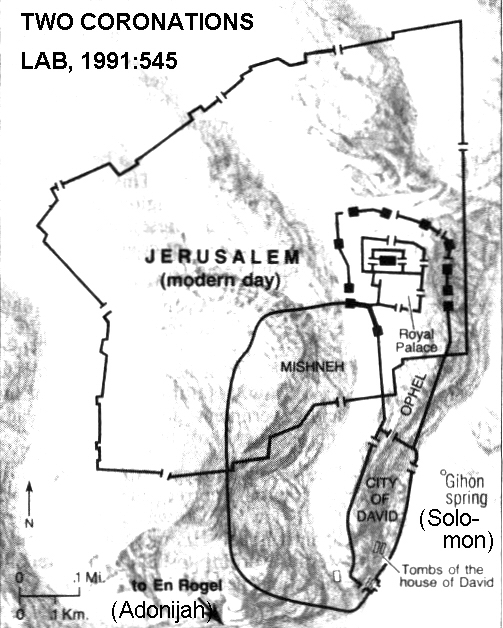 TWO CORONATIONS
LAB, 1991:545
JERUSALEM
(modern day)
Royal
Palace
MISHNEH
OPHEL
CITY
OF
DAVID
Gihon
spring
(Solo-
mon)
Tombs of the
house of David
N
0 .1 Mi.
0 .1 Km.
to En Rogel
(Adonijah)